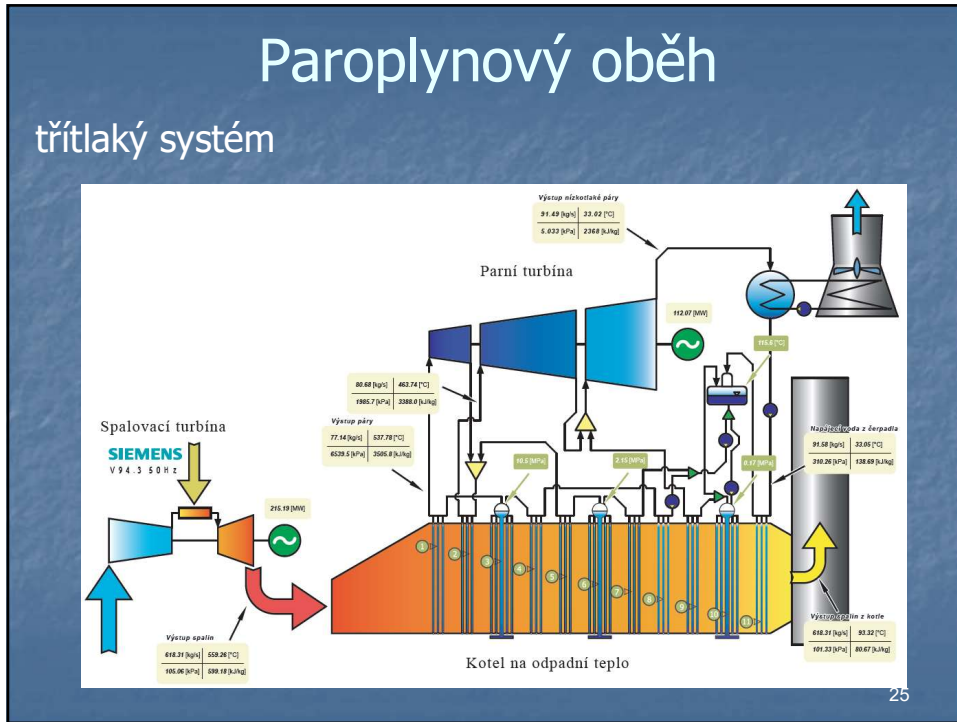 Paroplynový oběh
třítlaký systém
Výstup nízkotlaké páry
91.49 [kg/s] 33.02 [°C]
5.033 [kPa] 2368 [kJ/kg]
Parní turbína
112.07 [MW]
115.6 [°C]
80.68 [kg/s] 463.74 [°C]
1985.7 [kPa] 3388.0 [kJ/kg]
Výstup páry
77.14 [kg/s] 537.78 [°C]
6539.5 [kPa] 3505.8 [kJ/kg]
Spalovací turbína
SIEMENS
V94.3 50Hz
215.19 [MW]
Napájecí voda z čerpadla
91.58 [kg/s] 33.05 [°C]
310.26 [kPa] 138.69 [kJ/kg]
10.5 [MPa]
2.15 [MPa]
0.17 [MPa]
1
2
3
4
5
6
7
8
9
10
11
Výstup spalin
618.31 [kg/s] 559.26 [°C]
105.06 [kPa] 599.18 [kJ/kg]
Kotel na odpadní teplo
Výstup spalin z kotle
618.31 [kg/s] 93.32 [°C]
101.33 [kPa] 80.67 [kJ/kg]
25